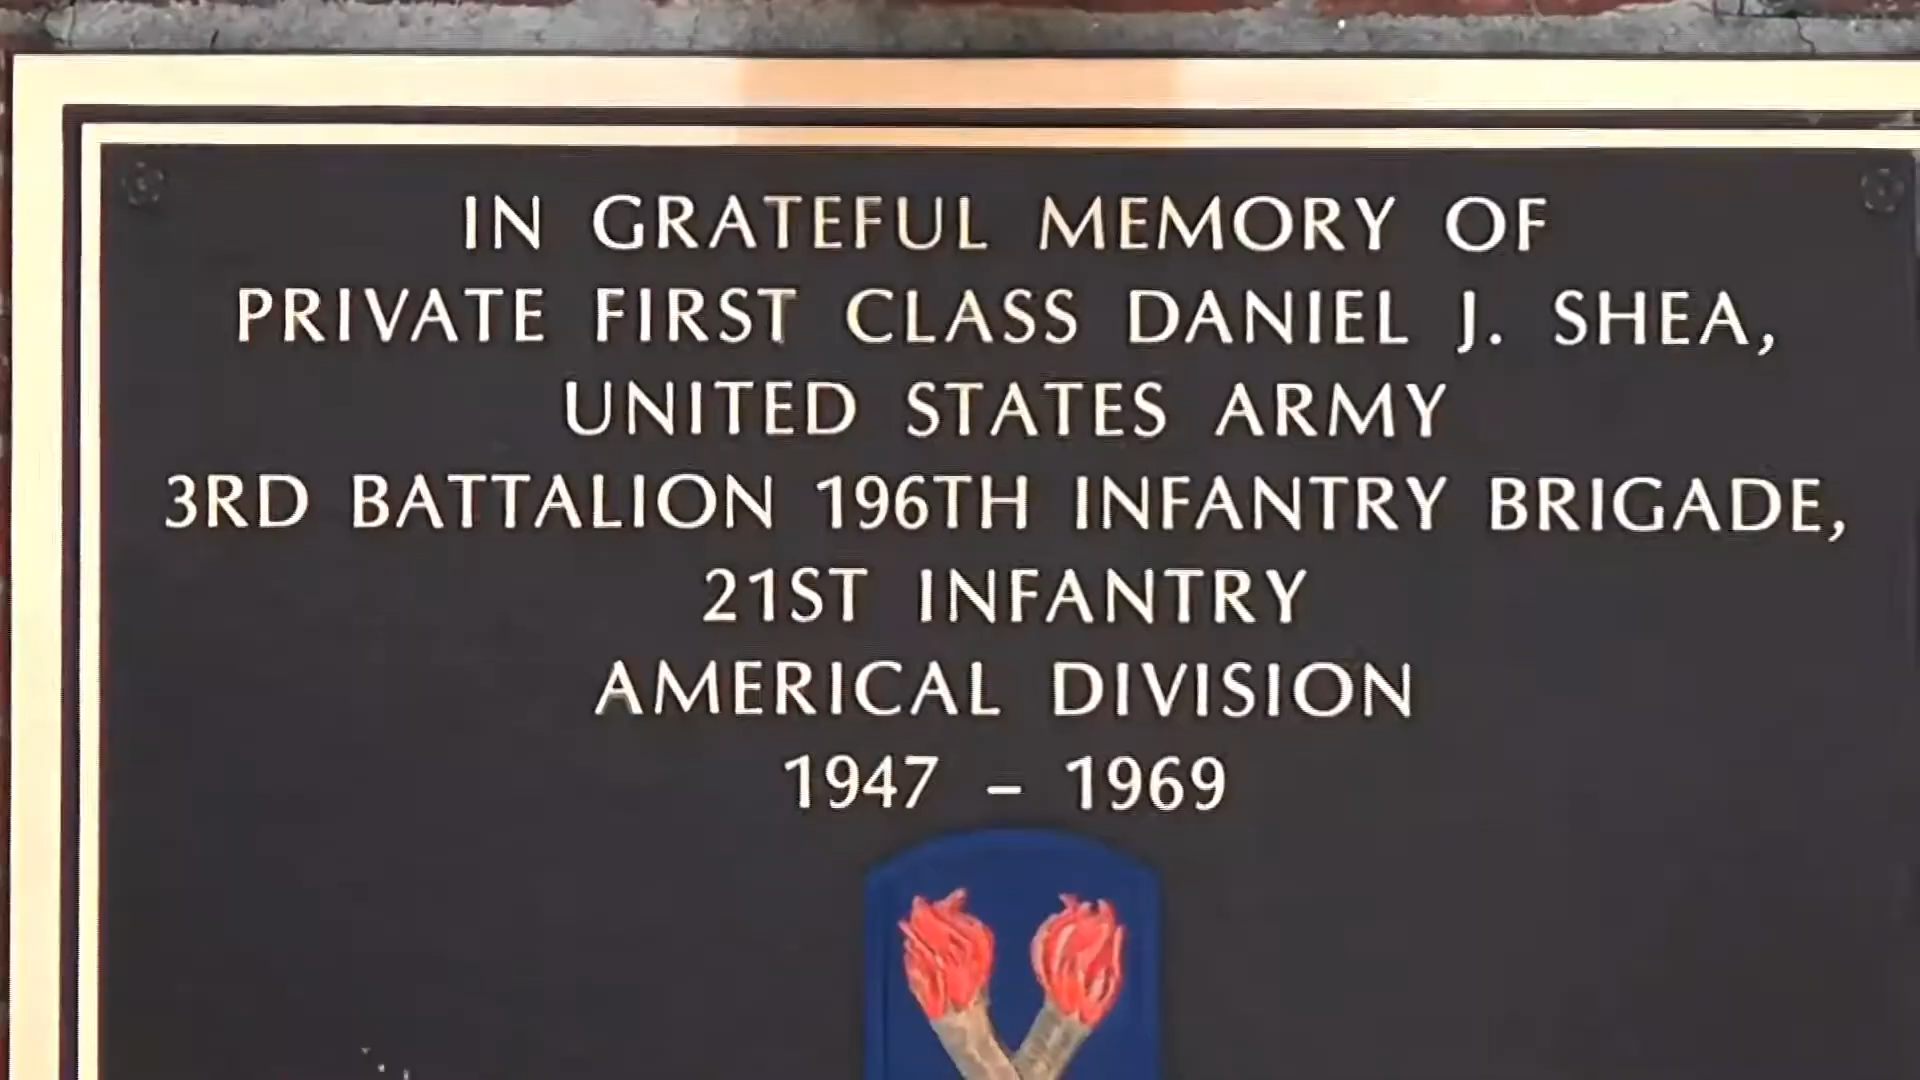 IN GRATEFUL MEMORY OF
PRIVATE FIRST CLASS DANIEL J. SHEA,
UNITED STATES ARMY
3RD BATTALION 196TH INFANTRY BRIGADE,
21ST INFANTRY
AMERICAL DIVISION
1947 – 1969